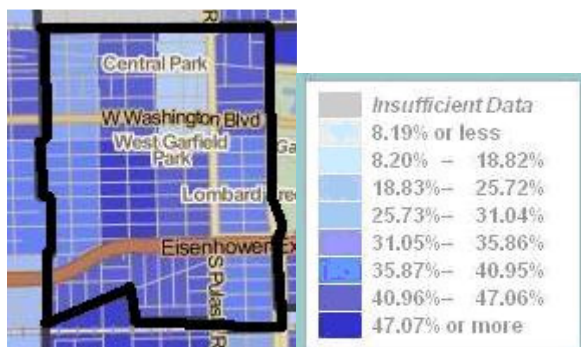 R
Central Park
W Washington Blvd
West Garfield
Park
Ga
Lombard
Eisenhower Ex
S Pulas
R
Insufficient Data
8.19% or less
8.20% – 18.82%
18.83%– 25.72%
25.73%– 31.04%
31.05%– 35.86%
35.87%– 40.95%
40.96%– 47.06%
47.07% or more